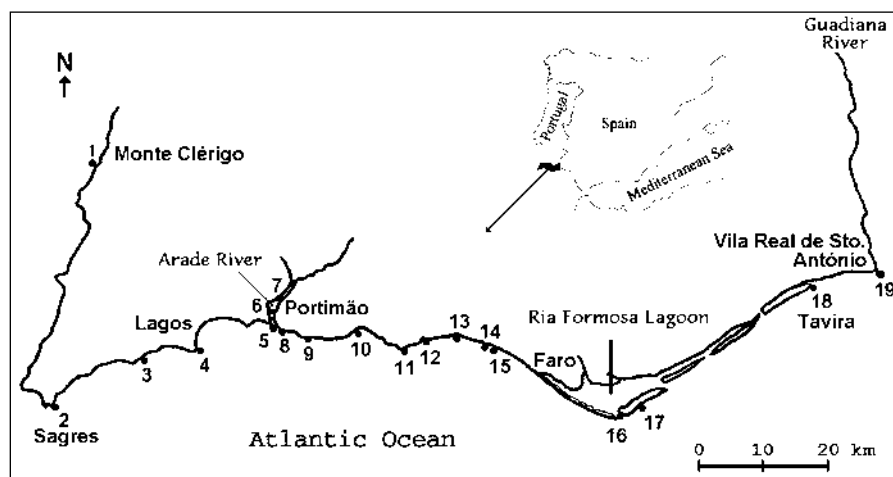 Guadiana
River
N
Portugal
Spain
Mediterranean Sea
1
Monte Clérigo
Vila Real de Sto.
António
19
Arade River
7
6
Portimão
18
Tavira
Lagos
Ria Formosa Lagoon
5
8
9
10
11
12
13
14
15
Faro
3
4
2
Sagres
16
17
Atlantic Ocean
0 10 20 km